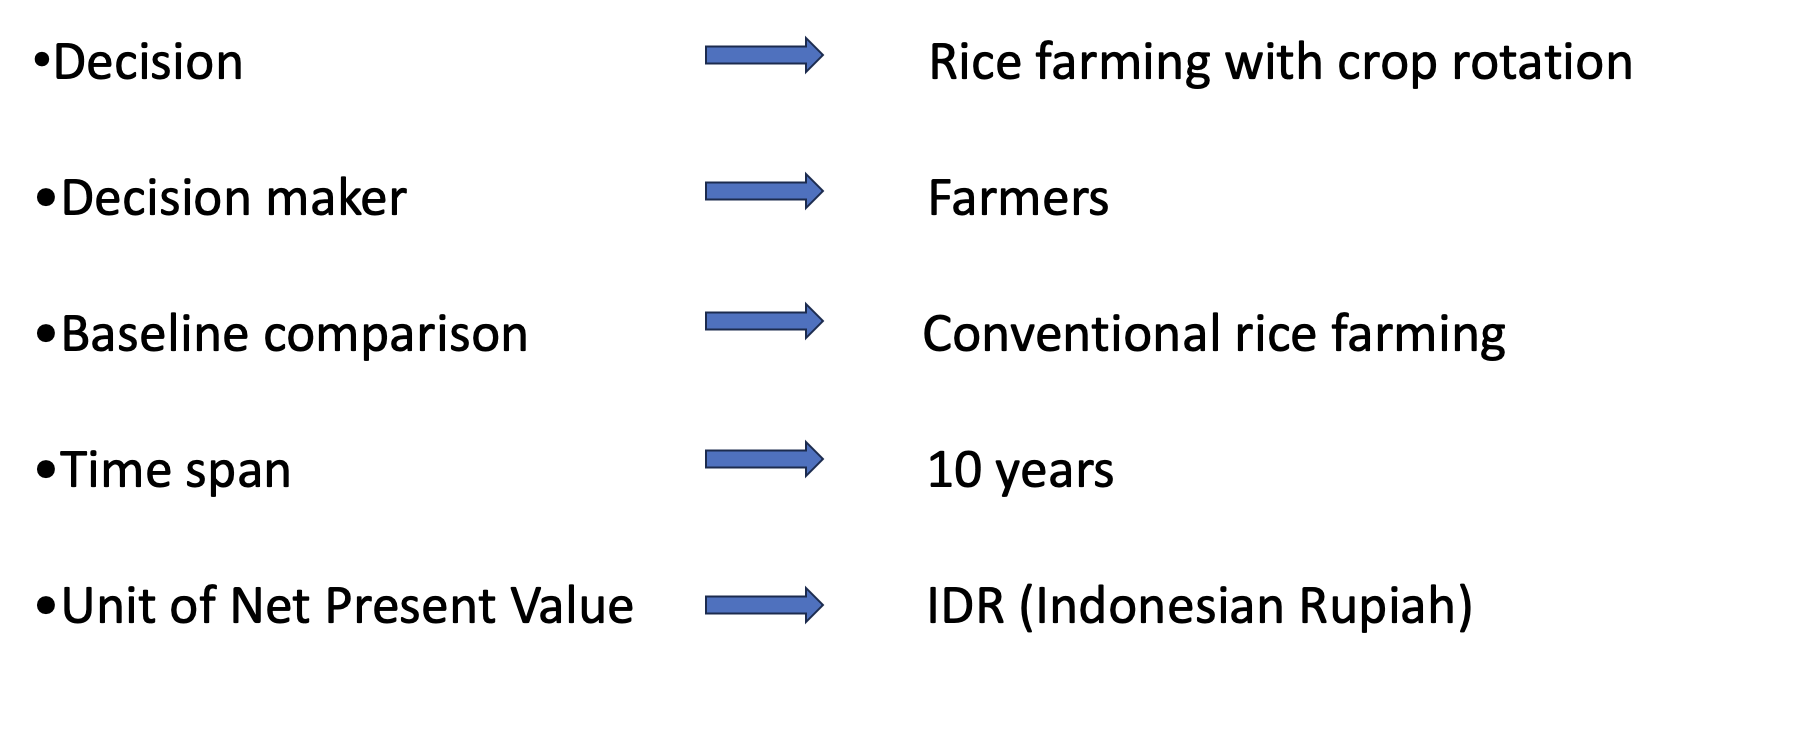 •Decision Rice farming with crop rotation
•Decision maker Farmers
•Baseline comparison Conventional rice farming
•Time span 10 years
•Unit of Net Present Value IDR (Indonesian Rupiah)